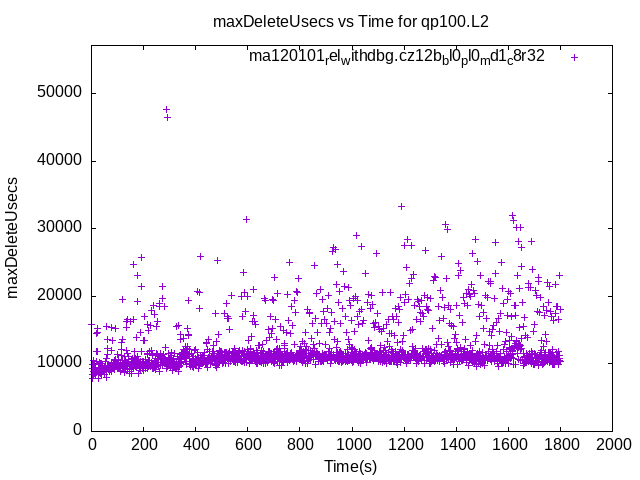 maxDeleteUsecs vs Time for qp100.L2
ma120101relwithdbg.cz12bbl0pl0md1c8r32
50000
40000
30000
20000
10000
0
maxDeleteUsecs
0 200 400 600 800 1000 1200 1400 1600 1800 2000
Time(s)